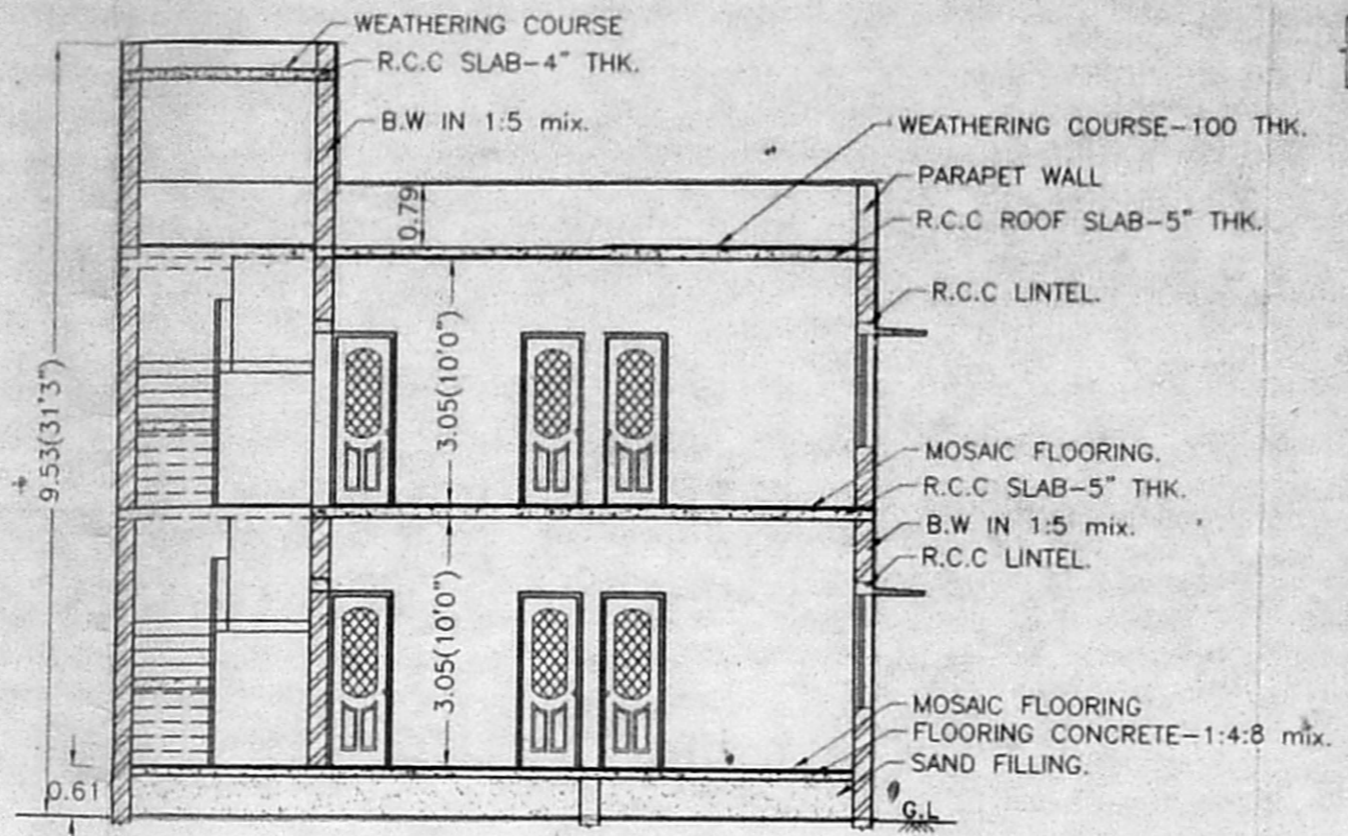 WEATHERING COURSE
R.C.C SLAB-4" THK.
B.W IN 1:5 mix.
WEATHERING COURSE-100 THK.
PARAPET WALL
0.79
R.C.C ROOF SLAB-5" THK.
R.C.C LINTEL.
9.53(31'3")
3.05(10'0")
MOSAIC FLOORING.
R.C.C SLAB-5" THK.
B.W IN 1:5 mix.
R.C.C LINTEL.
3.05(10'0")
MOSAIC FLOORING
FLOORING CONCRETE-1:4:8 mix.
SAND FILLING.
0.61
G.L